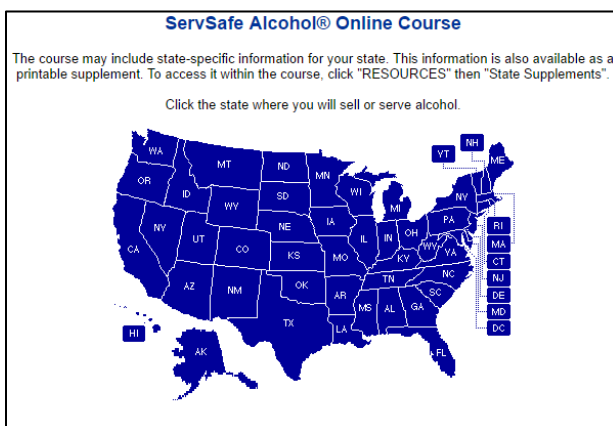 ServSafe Alcohol® Online Course
The course may include state-specific information for your state. This information is also available as a
printable supplement. To access it within the course, click "RESOURCES" then "State Supplements".
Click the state where you will sell or serve alcohol.
NH
YT
WA
MT
ND
MN
ME
OR
ID
SD
WI
NY
WY
MI
RI
IA
PA
NE
NY
IL
IN
OH
MA
UT
WY
YA
CO
CT
CA
KS
MO
KY
NC
NJ
TN
OK
AZ
NM
AR
SC
DE
MS
AL
GA
MD
TX
LA
DC
HI
AK
FL